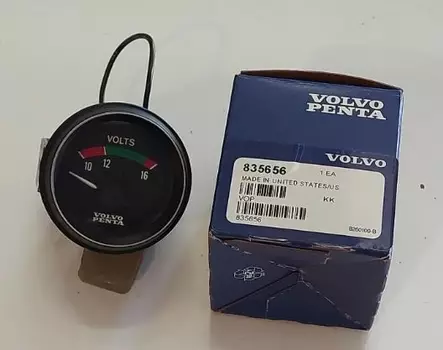 VOLTS
10 12 16
VOLVO
PENTA
VOLVO
PENTA
VOLVO
835656 1 EA
MADE IN UNITED STATES/US
VOP KK
835656 8260100-B